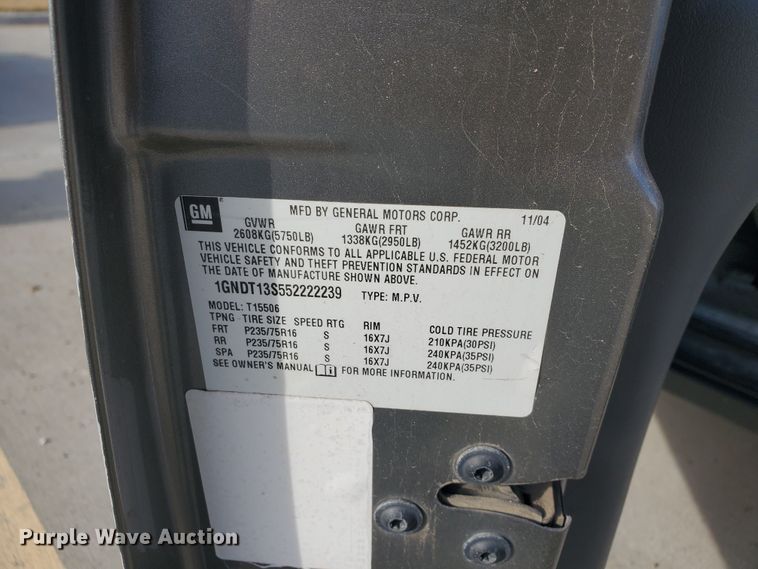 GM
MFD BY GENERAL MOTORS CORP. 11/04
GVWR GAWR FRT GAWR RR
2608KG(5750LB) 1338KG(2950LB) 1452KG(3200LB)
THIS VEHICLE CONFORMS TO ALL APPLICABLE U.S. FEDERAL MOTOR
VEHICLE SAFETY AND THEFT PREVENTION STANDARDS IN EFFECT ON
THE DATE OF MANUFACTURE SHOWN ABOVE.
1GNDT13S552222239 TYPE: M.P.V.
MODEL: T15506
TPNG TIRE SIZE SPEED RTG RIM COLD TIRE PRESSURE
FRT P235/75R16 S 16X7J 210KPA(30PSI)
RR P235/75R16 S 16X7J 240KPA(35PSI)
SPA P235/75R16 S 16X7J 240KPA(35PSI)
SEE OWNER'S MANUAL FOR MORE INFORMATION.
Purple Wave Auction